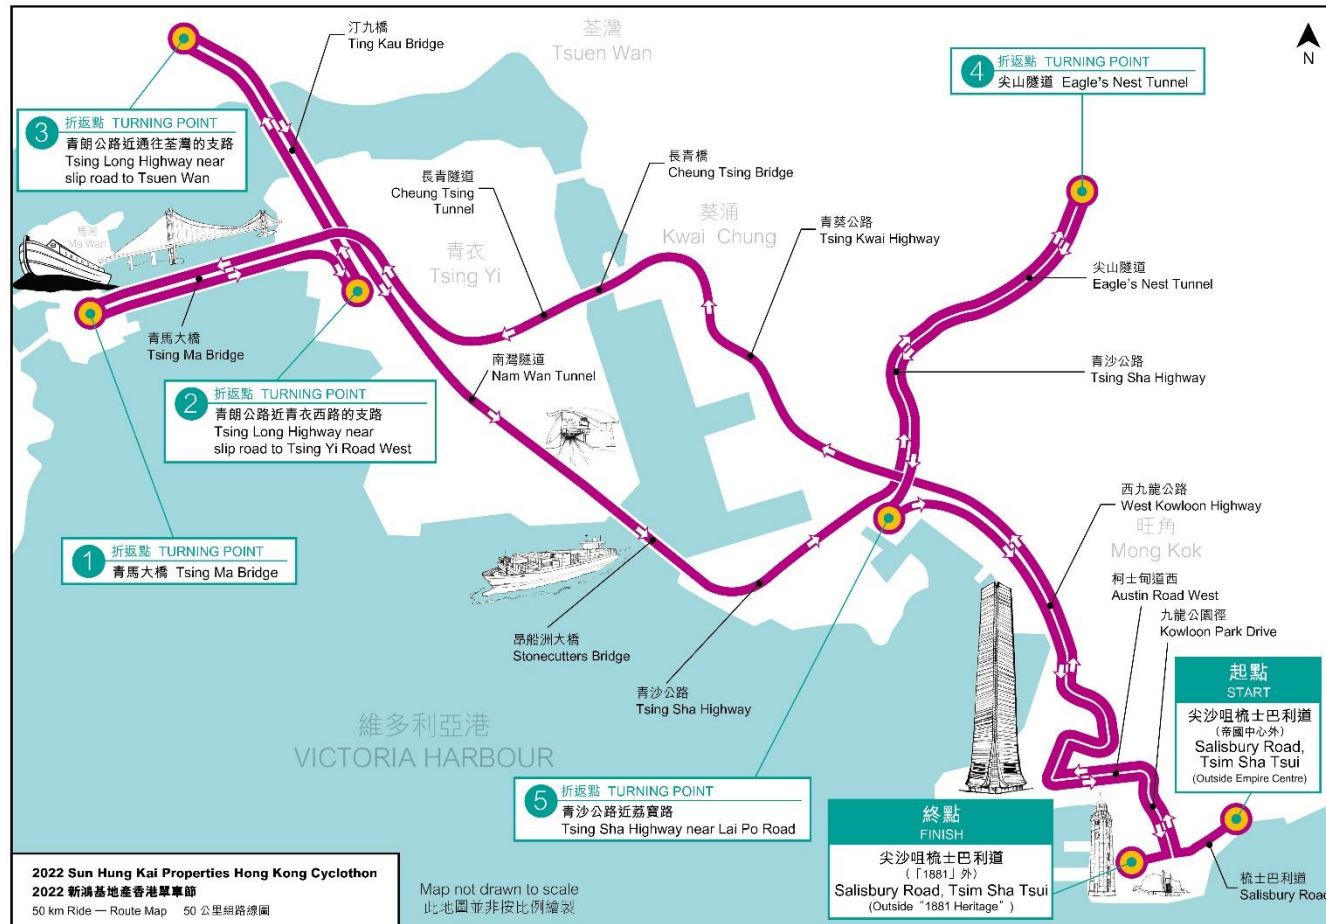 荃灣
Tsuen Wan
N
汀九橋
Ting Kau Bridge
3
折返點 TURNING POINT
青朗公路近通往荃灣的支路
Tsing Long Highway near
slip road to Tsuen Wan
4
折返點 TURNING POINT
尖山隧道 Eagle's Nest Tunnel
長青橋
Cheung Tsing Bridge
長青隧道
Cheung Tsing
Tunnel
葵涌
Kwai Chung
青葵公路
Tsing Kwai Highway
馬灣
Ma Wan
青衣
Tsing Yi
尖山隧道
Eagle's Nest Tunnel
青馬大橋
Tsing Ma Bridge
南灣隧道
Nam Wan Tunnel
青沙公路
Tsing Sha Highway
2
折返點 TURNING POINT
青朗公路近青衣西路的支路
Tsing Long Highway near
slip road to Tsing Yi Road West
西九龍公路
West Kowloon Highway
旺角
Mong Kok
1
折返點 TURNING POINT
青馬大橋 Tsing Ma Bridge
柯士甸道西
Austin Road West
九龍公園徑
Kowloon Park Drive
昂船洲大橋
Stonecutters Bridge
青沙公路
Tsing Sha Highway
起點
START
尖沙咀梳士巴利道
（帝國中心外）
Salisbury Road,
Tsim Sha Tsui
(Outside Empire Centre)
維多利亞港
VICTORIA HARBOUR
5
折返點 TURNING POINT
青沙公路近荔寶路
Tsing Sha Highway near Lai Po Road
終點
FINISH
尖沙咀梳士巴利道
（「1881」外）
Salisbury Road, Tsim Sha Tsui
(Outside "1881 Heritage")
梳士巴利道
Salisbury Road
2022 Sun Hung Kai Properties Hong Kong Cyclothon
2022 新鴻基地產香港單車節
50 km Ride — Route Map 50 公里組路線圖
Map not drawn to scale
此地圖並非按比例繪製